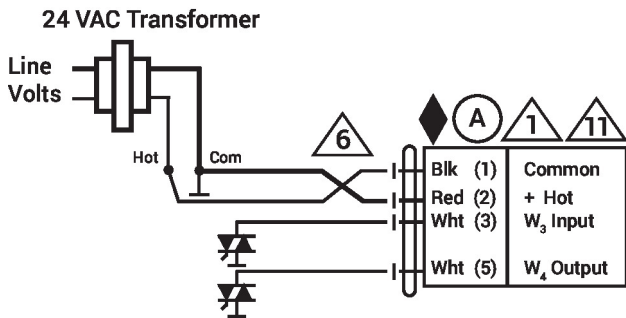 24 VAC Transformer
Line
Volts
Hot
Com
6
A
1
11
Blk (1) Common
Red (2) + Hot
Wht (3) W₃ Input
Wht (5) W₄ Output